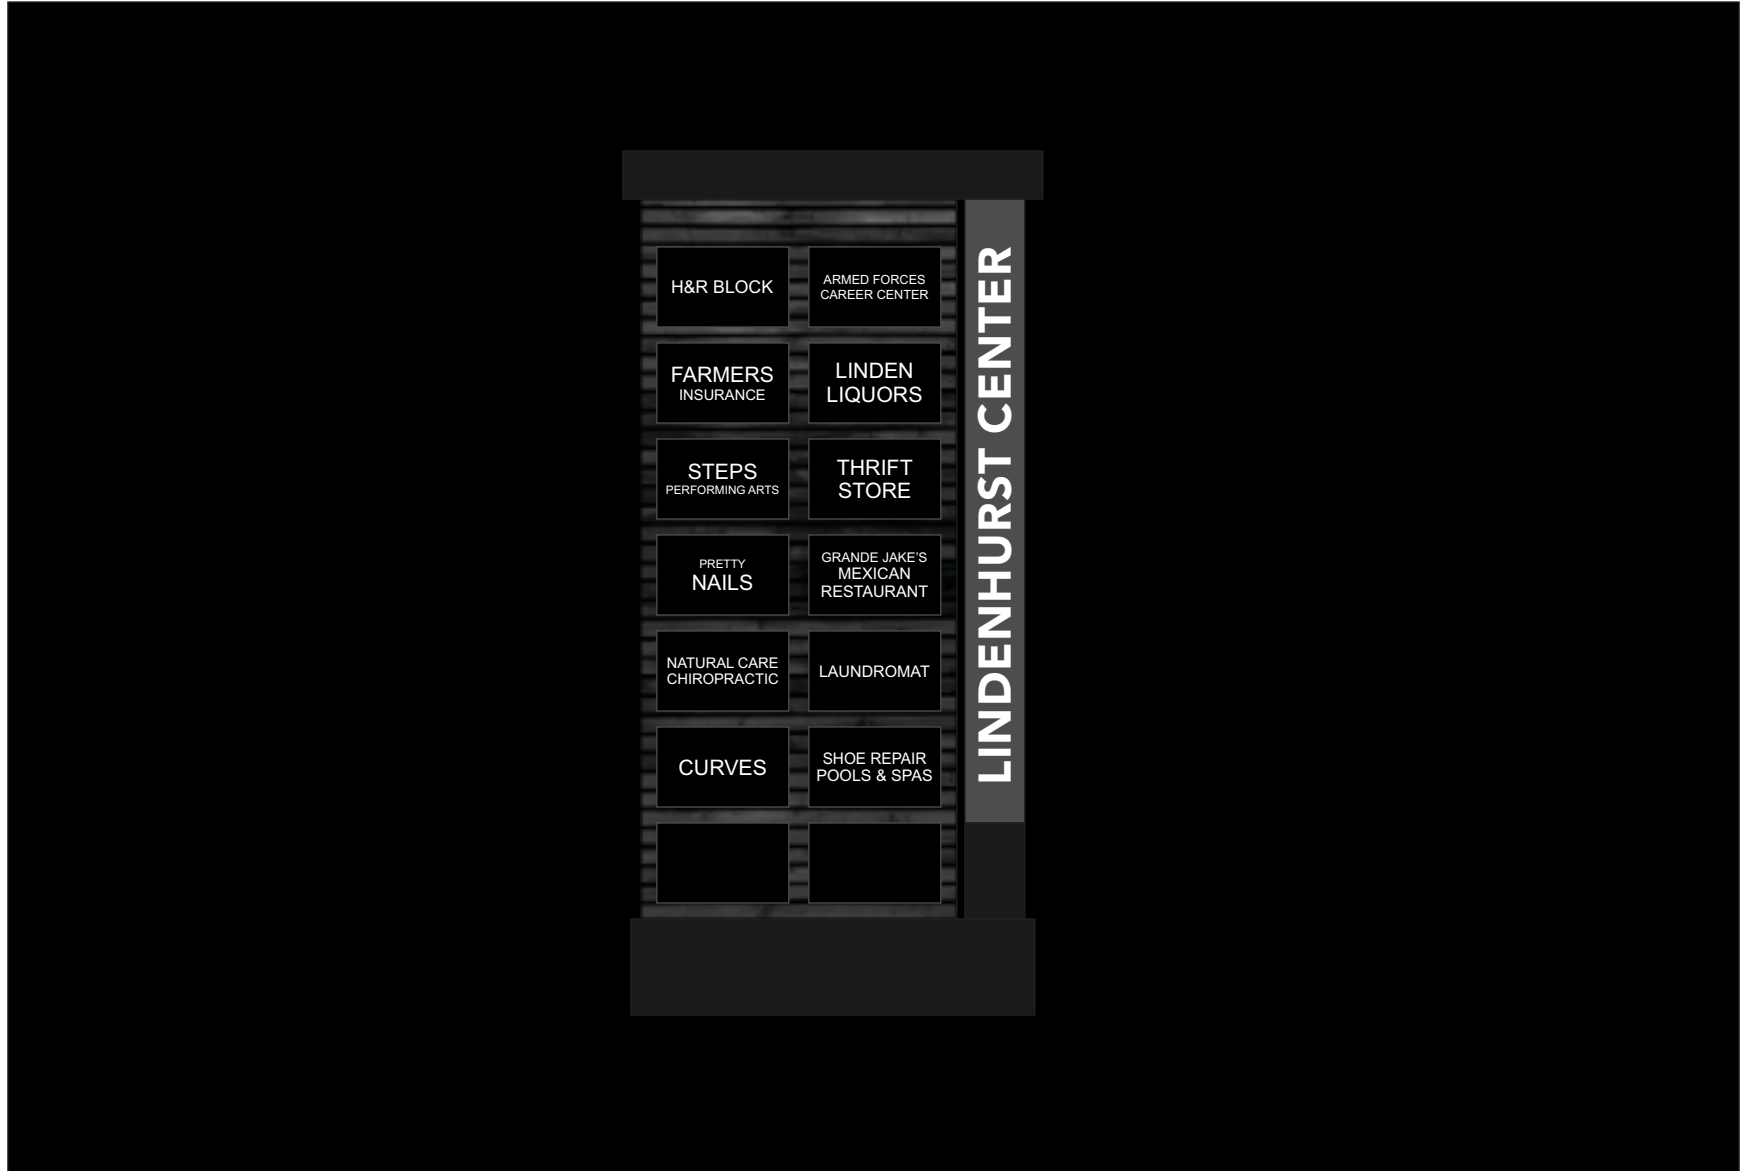 H&R BLOCK
ARMED FORCES
CAREER CENTER
FARMERS
INSURANCE
LINDEN
LIQUORS
STEPS
PERFORMING ARTS
THRIFT
STORE
PRETTY
NAILS
GRANDE JAKE'S
MEXICAN
RESTAURANT
NATURAL CARE
CHIROPRACTIC
LAUNDROMAT
CURVES
SHOE REPAIR
POOLS & SPAS
LINDENHURST CENTER